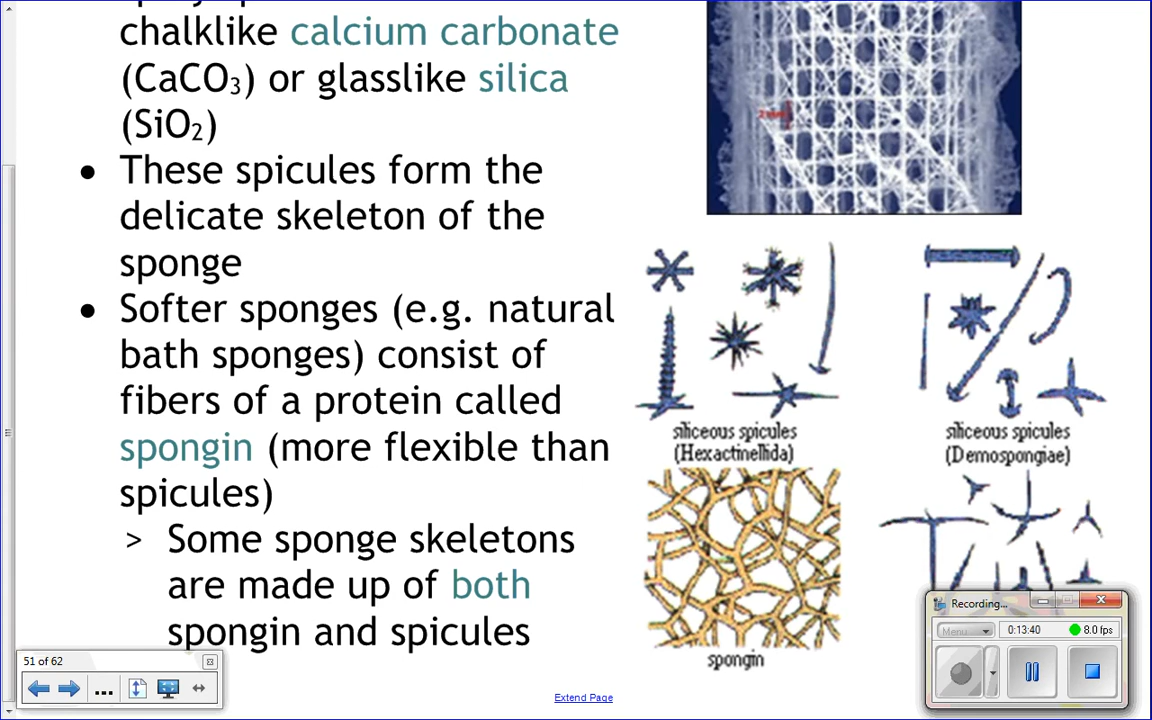 chalklike calcium carbonate
(CaCO3) or glasslike silica
(SiO2)
• These spicules form the
delicate skeleton of the
sponge
• Softer sponges (e.g. natural
bath sponges) consist of
fibers of a protein called
spongin (more flexible than
spicules)
> Some sponge skeletons
are made up of both
spongin and spicules
siliceous spicules
(Hexactinellida)
siliceous spicules
(Demospongiae)
spongin
Recording...
Menu
0:13:40
8.0 fps
51 of 62
...
Extend Page